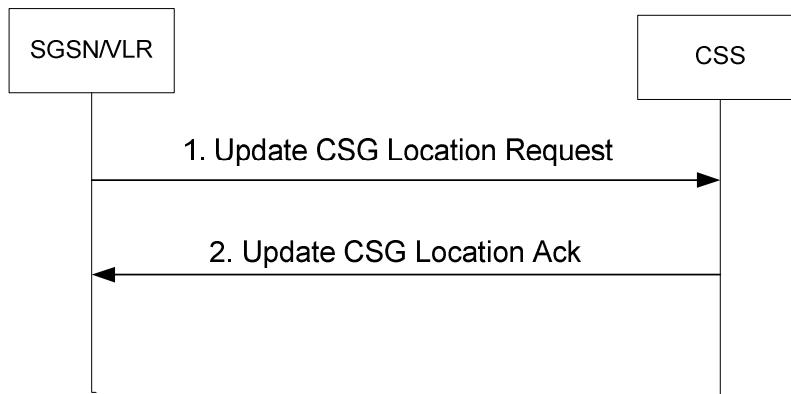 SGSN/VLR
CSS
1. Update CSG Location Request
2. Update CSG Location Ack